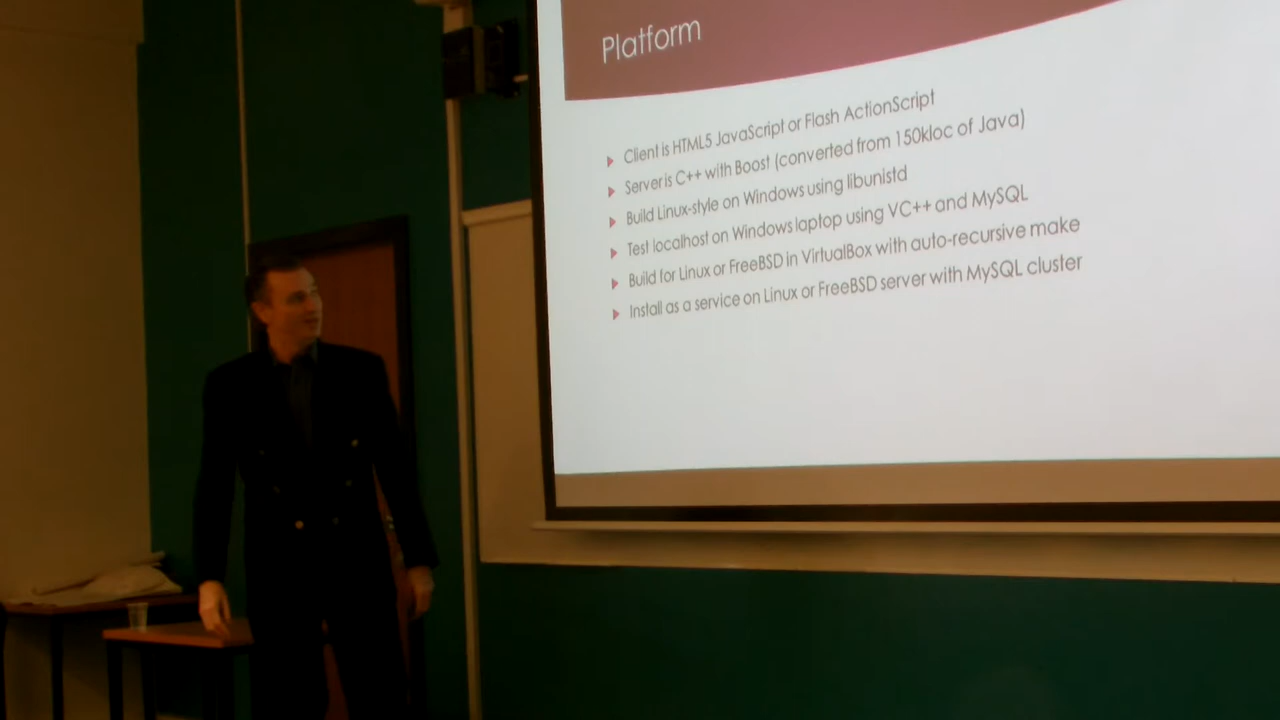 Platform
Client is HTML5 JavaScript or Flash ActionScript
Server is C++ with Boost (converted from 150kloc of Java)
Build Linux-style on Windows using libunistd
Test localhost on Windows laptop using VC++ and MySQL
Build for Linux or FreeBSD in VirtualBox with auto-recursive make
Install as a service on Linux or FreeBSD server with MySQL cluster